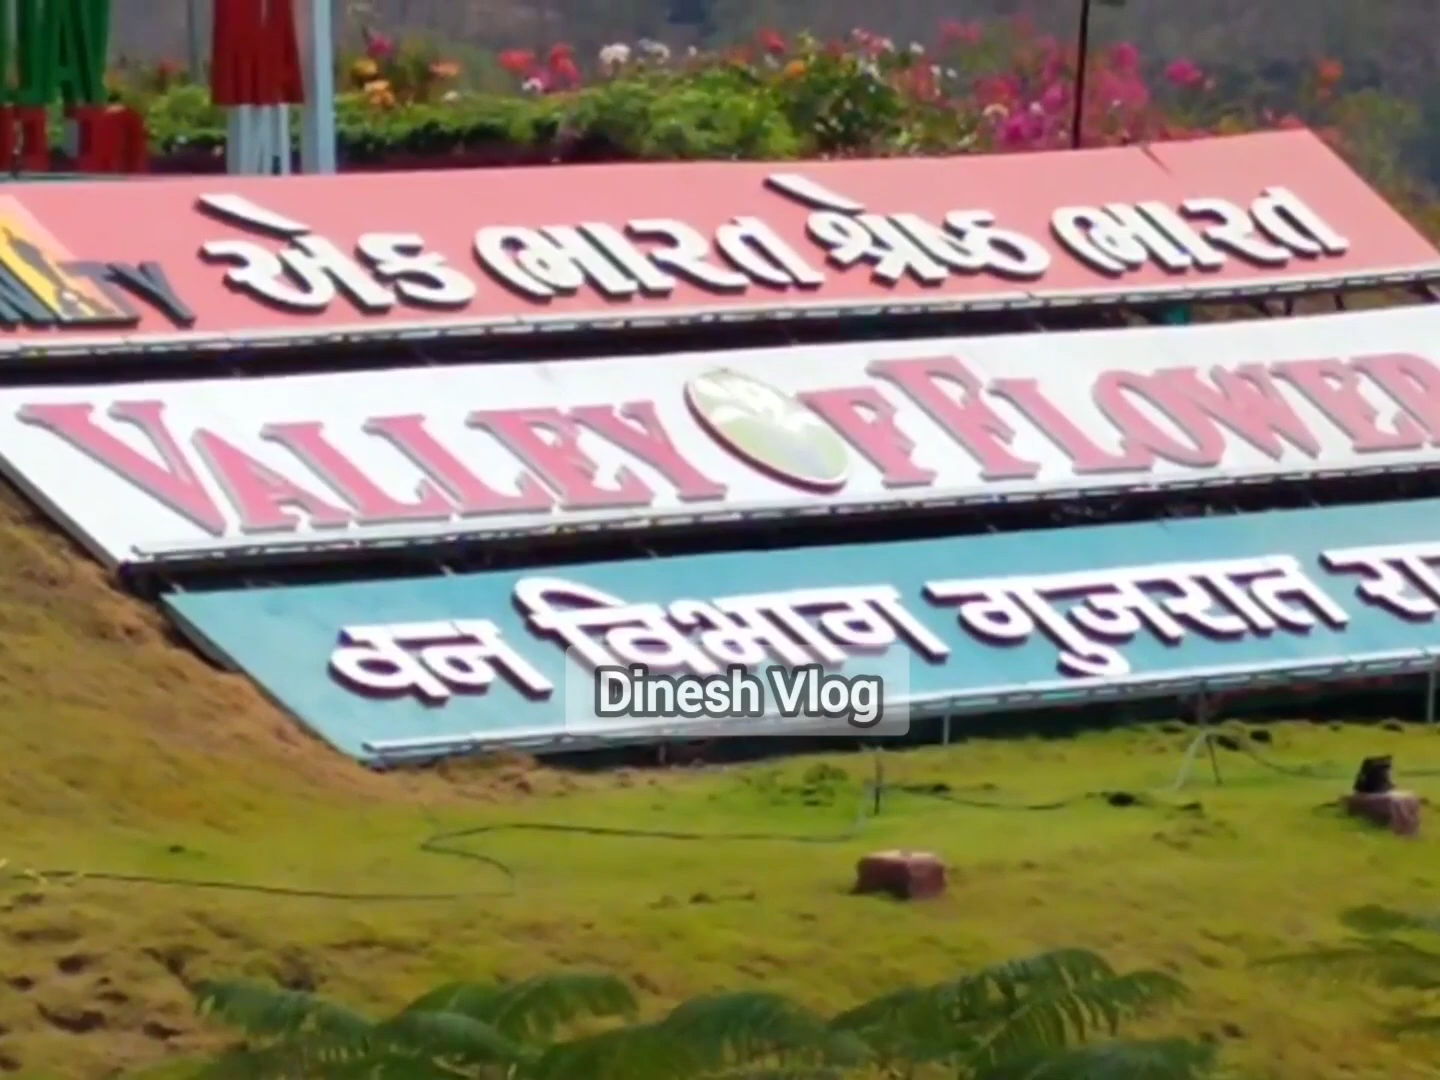 એક ભારત શ્રેષ્ઠ ભારત
VALLEY OF FLOWER
वन विभाग गुजरात
Dinesh Vlog